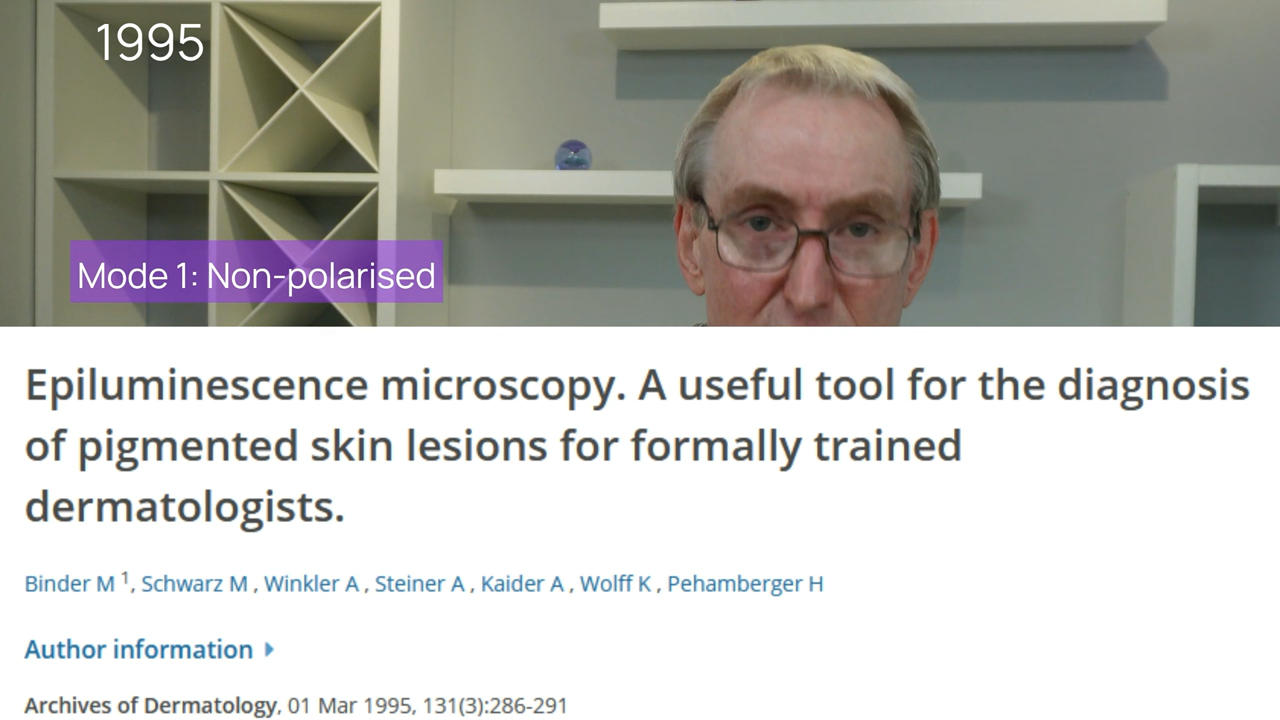 1995
Mode 1: Non-polarised
Epiluminescence microscopy. A useful tool for the diagnosis
of pigmented skin lesions for formally trained
dermatologists.
Binder M 1, Schwarz M , Winkler A , Steiner A , Kaider A , Wolff K , Pehamberger H
Author information
Archives of Dermatology, 01 Mar 1995, 131(3):286-291